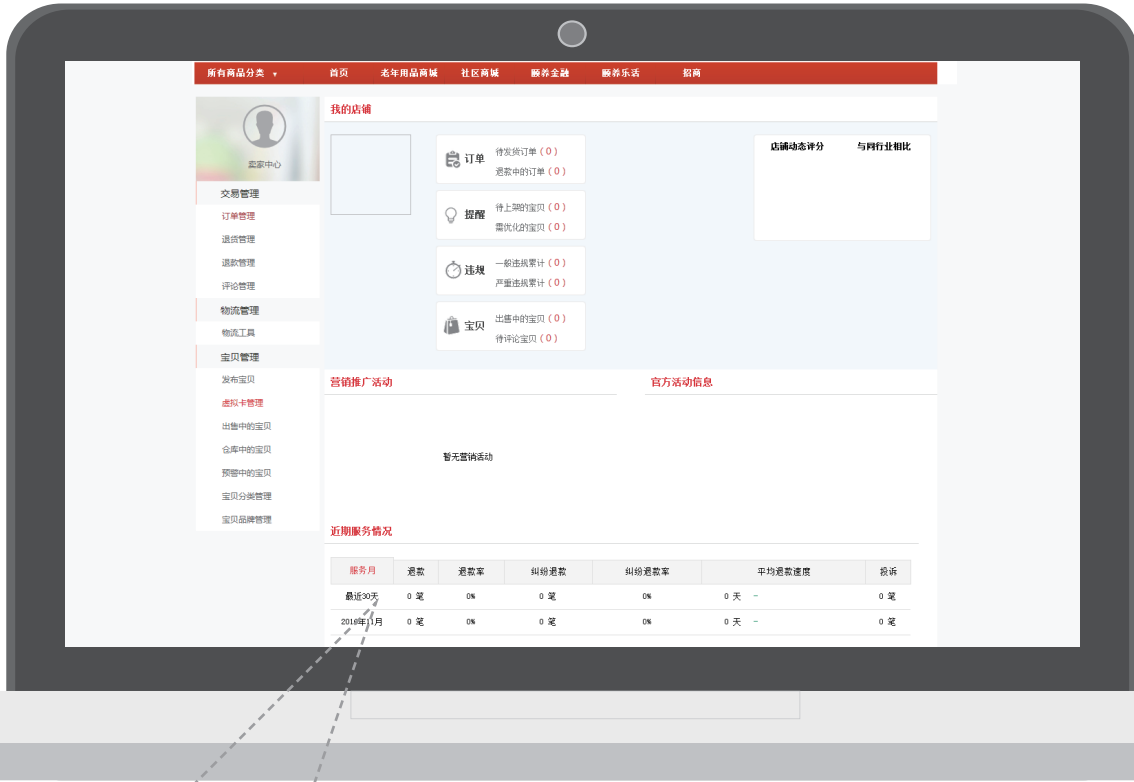 所有商品分类 ▼ 首页 老年用品商城 社区商城 颐养金融 颐养乐活 招商
卖家中心
交易管理
订单管理
退货管理
退款管理
评论管理
物流管理
物流工具
宝贝管理
发布宝贝
虚拟卡管理
出售中的宝贝
仓库中的宝贝
预警中的宝贝
宝贝分类管理
宝贝品牌管理
我的店铺
订单
待发货订单 ( 0 )
退款中的订单 ( 0 )
提醒
待上架的宝贝 ( 0 )
需优化的宝贝 ( 0 )
违规
一般违规累计 ( 0 )
严重违规累计 ( 0 )
宝贝
出售中的宝贝 ( 0 )
待评论宝贝 ( 0 )
店铺动态评分 与同行业相比
营销推广活动
暂无营销活动
官方活动信息
近期服务情况
服务月 退款 退款率 纠纷退款 纠纷退款率 平均退款速度 投诉
最近30天 0 笔 0% 0 笔 0% 0 天 - 0 笔
2016年11月 0 笔 0% 0 笔 0% 0 天 - 0 笔